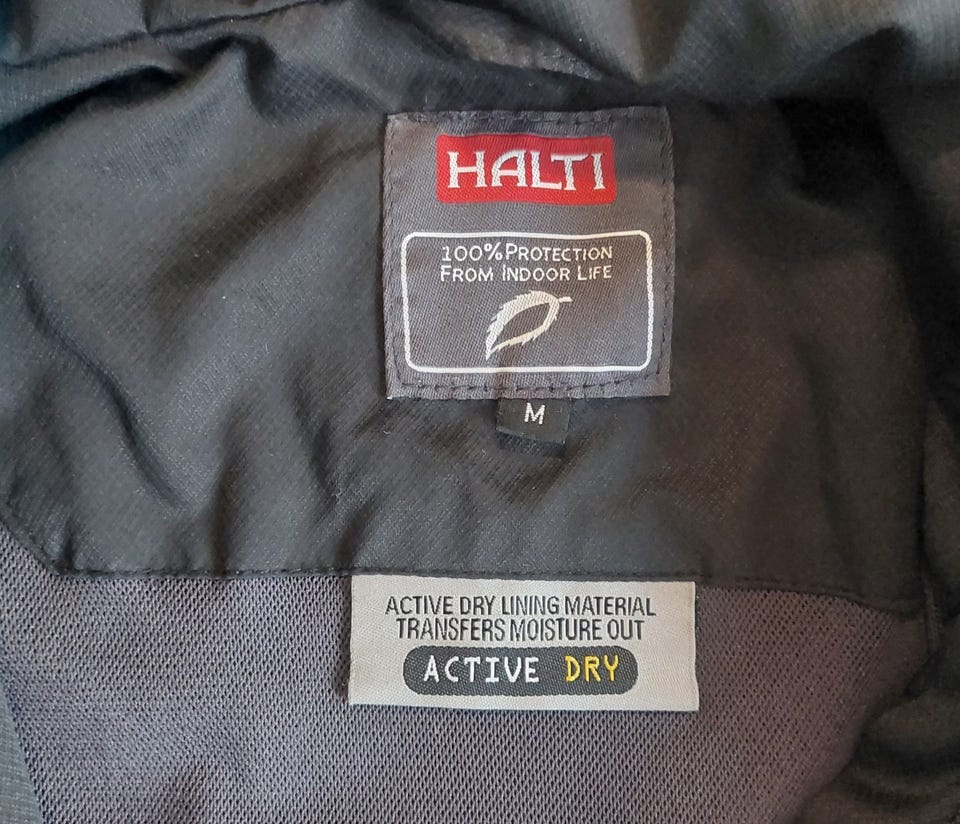 HALTI
100% PROTECTION
FROM INDOOR LIFE
M
ACTIVE DRY LINING MATERIAL
TRANSFERS MOISTURE OUT
ACTIVE DRY